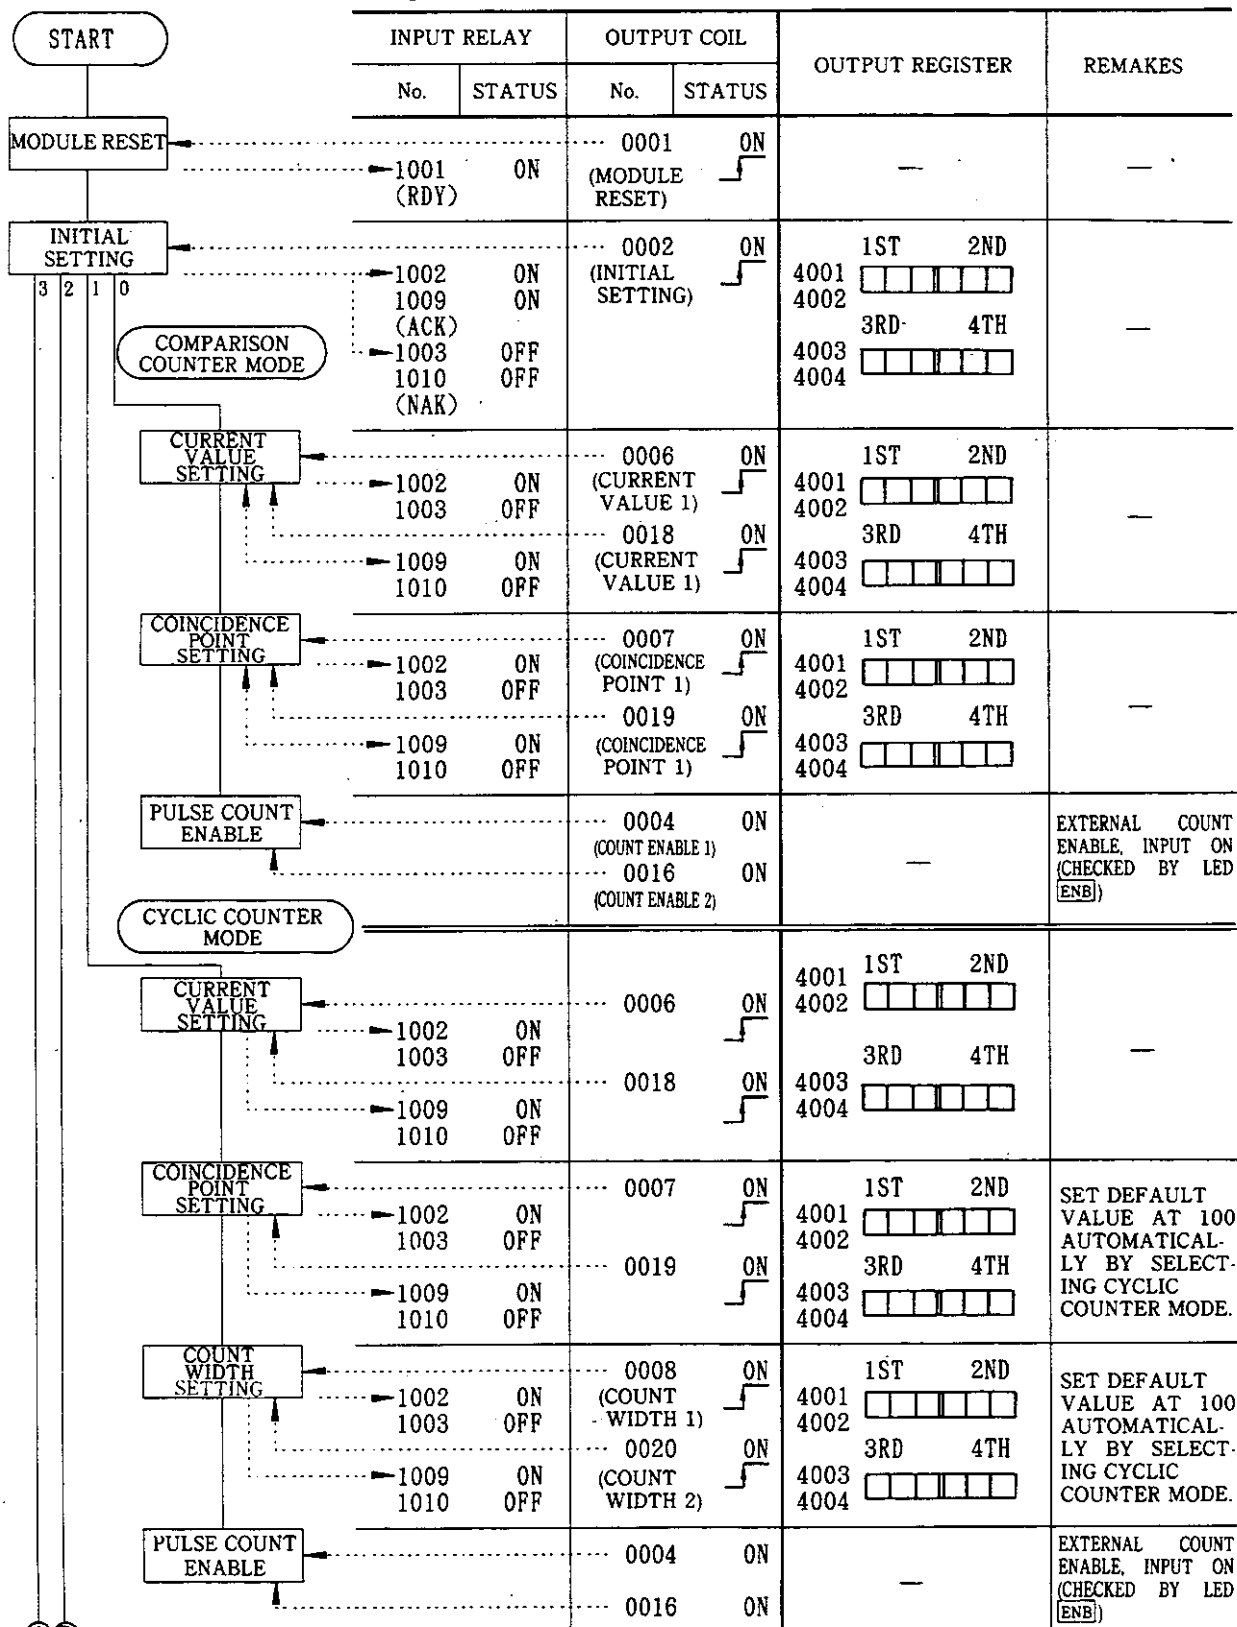 START
INPUT RELAY OUTPUT COIL OUTPUT REGISTER REMAKES
No. STATUS No. STATUS
MODULE RESET 0001 ON
1001 ON (MODULE — —
(RDY) RESET)
INITIAL SETTING 0002 ON 1ST 2ND
3 2 1 0
1002 ON (INITIAL 4001
1009 ON SETTING) 4002
(ACK) 3RD 4TH —
COMPARISON COUNTER MODE
1003 OFF 4003
1010 OFF 4004
(NAK)
CURRENT VALUE SETTING 0006 ON 1ST 2ND
1002 ON (CURRENT 4001
1003 OFF VALUE 1) 4002 —
0018 ON 3RD 4TH
1009 ON (CURRENT 4003
1010 OFF VALUE 1) 4004
COINCIDENCE POINT SETTING 0007 ON 1ST 2ND
1002 ON (COINCIDENCE 4001
1003 OFF POINT 1) 4002 —
0019 ON 3RD 4TH
1009 ON (COINCIDENCE 4003
1010 OFF POINT 1) 4004
PULSE COUNT ENABLE 0004 ON EXTERNAL COUNT
(COUNT ENABLE 1) — ENABLE, INPUT ON
0016 ON (CHECKED BY LED
(COUNT ENABLE 2) ENB)
CYCLIC COUNTER MODE
CURRENT VALUE SETTING 0006 ON 4001 1ST 2ND
4002
1002 ON
1003 OFF 3RD 4TH —
0018 ON 4003
1009 ON 4004
1010 OFF
COINCIDENCE POINT SETTING 0007 ON 1ST 2ND SET DEFAULT
1002 ON 4001 VALUE AT 100
1003 OFF 4002 AUTOMATICAL-
0019 ON 3RD 4TH LY BY SELECT-
1009 ON 4003 ING CYCLIC
1010 OFF 4004 COUNTER MODE.
COUNT WIDTH SETTING 0008 ON 1ST 2ND SET DEFAULT
1002 ON (COUNT 4001 VALUE AT 100
1003 OFF WIDTH 1) 4002 AUTOMATICAL-
0020 ON 3RD 4TH LY BY SELECT-
1009 ON (COUNT 4003 ING CYCLIC
1010 OFF WIDTH 2) 4004 COUNTER MODE.
PULSE COUNT ENABLE 0004 ON EXTERNAL COUNT
— ENABLE, INPUT ON
(CHECKED BY LED
0016 ON ENB)